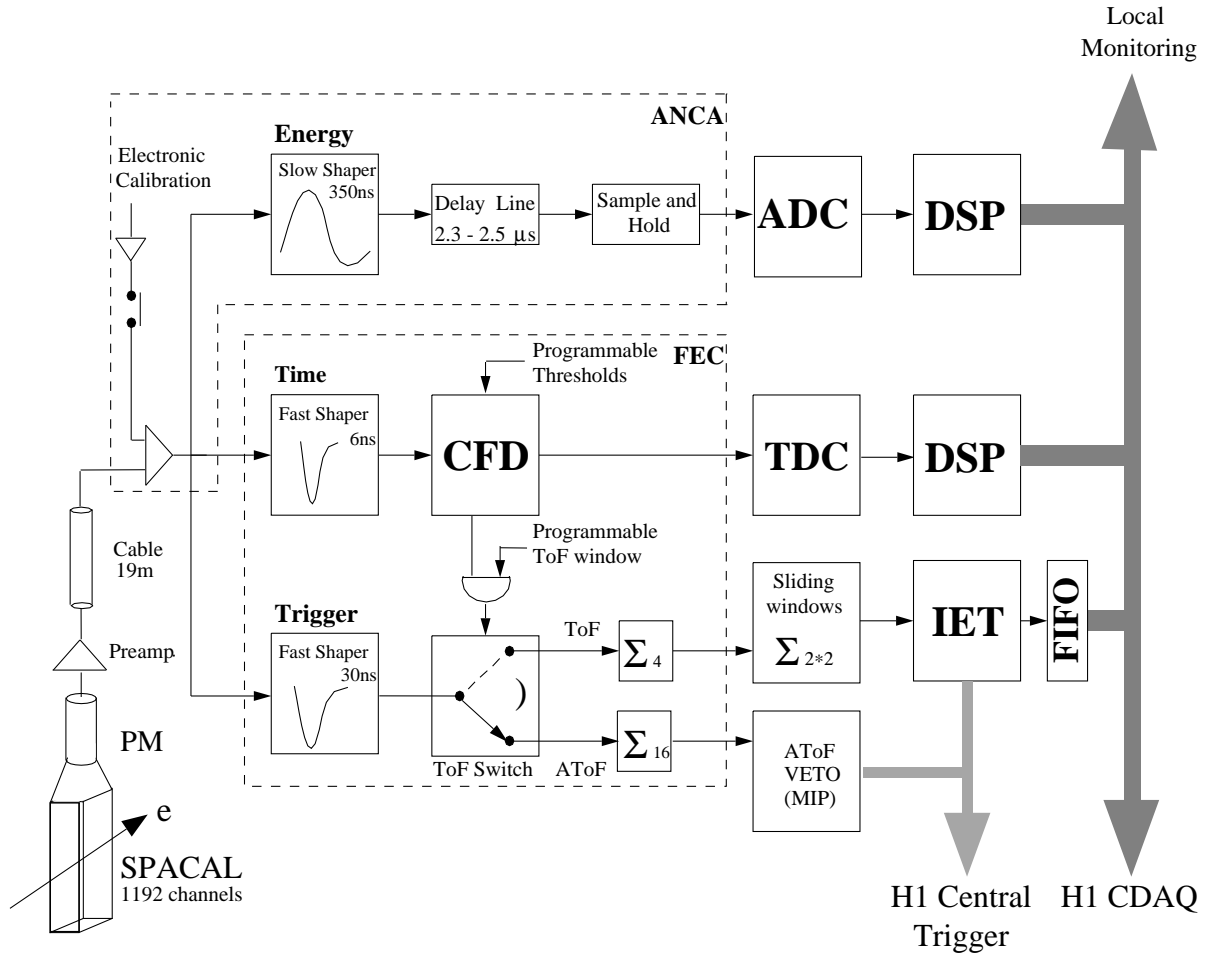 Local
Monitoring
ANCA
Energy
Electronic
Calibration
Slow Shaper
350ns
Delay Line
2.3 - 2.5 μs
Sample and
Hold
ADC
DSP
FEC
Programmable
Thresholds
Time
Fast Shaper
6ns
CFD
TDC
DSP
Cable
19m
Programmable
ToF window
Trigger
Fast Shaper
30ns
ToF
Σ 4
Sliding
windows
Σ 2*2
IET
FIFO
Preamp.
PM
ToF Switch
AToF
Σ 16
AToF
VETO
(MIP)
e
SPACAL
1192 channels
H1 Central
Trigger
H1 CDAQ